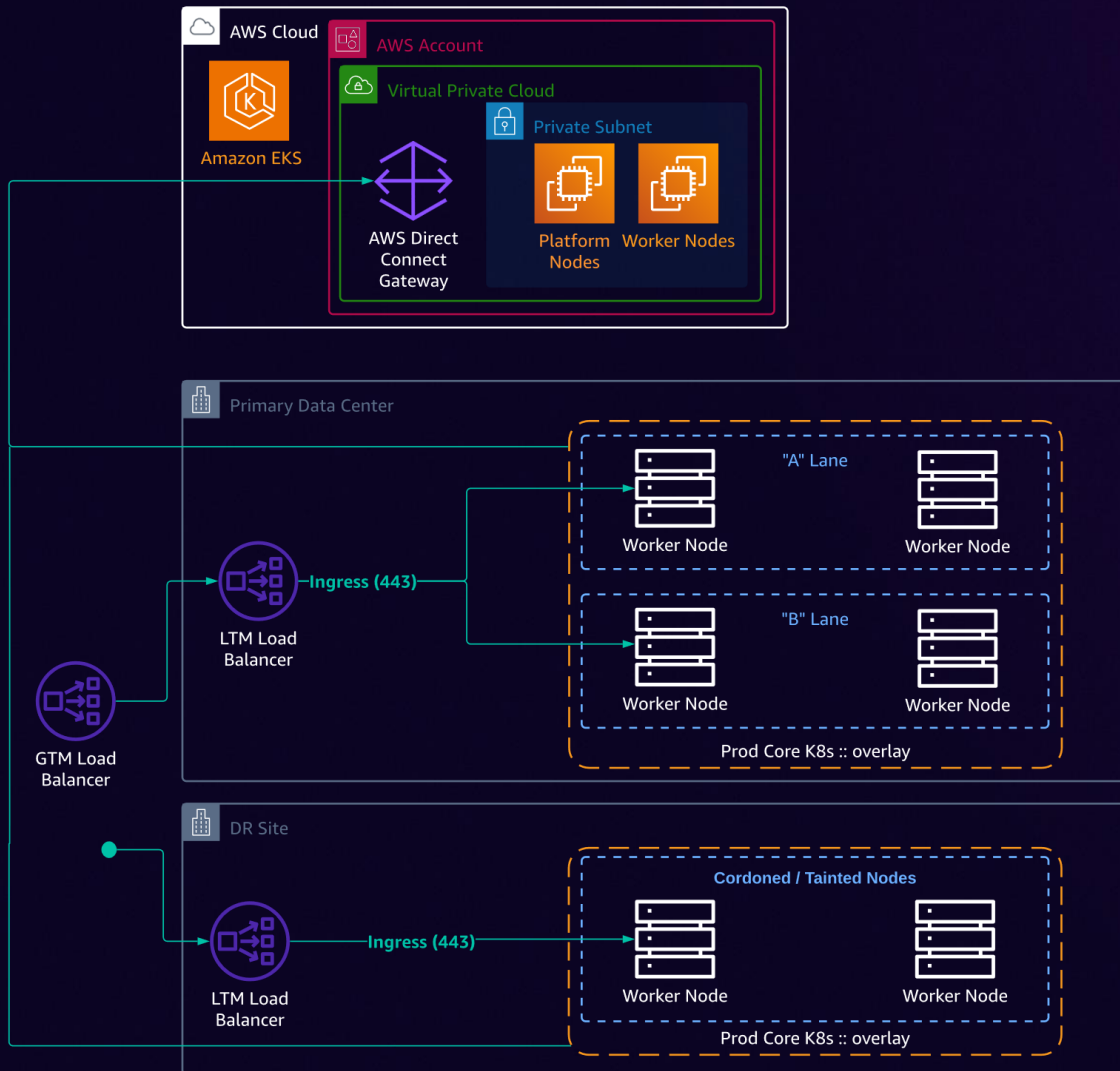 AWS Cloud
AWS Account
Virtual Private Cloud
Private Subnet
K
Amazon EKS
AWS Direct
Connect
Gateway
Platform
Nodes
Worker Nodes
Primary Data Center
"A" Lane
Worker Node
Worker Node
Ingress (443)
LTM Load
Balancer
"B" Lane
Worker Node
Worker Node
GTM Load
Balancer
Prod Core K8s :: overlay
DR Site
Cordoned / Tainted Nodes
Ingress (443)
LTM Load
Balancer
Worker Node
Worker Node
Prod Core K8s :: overlay